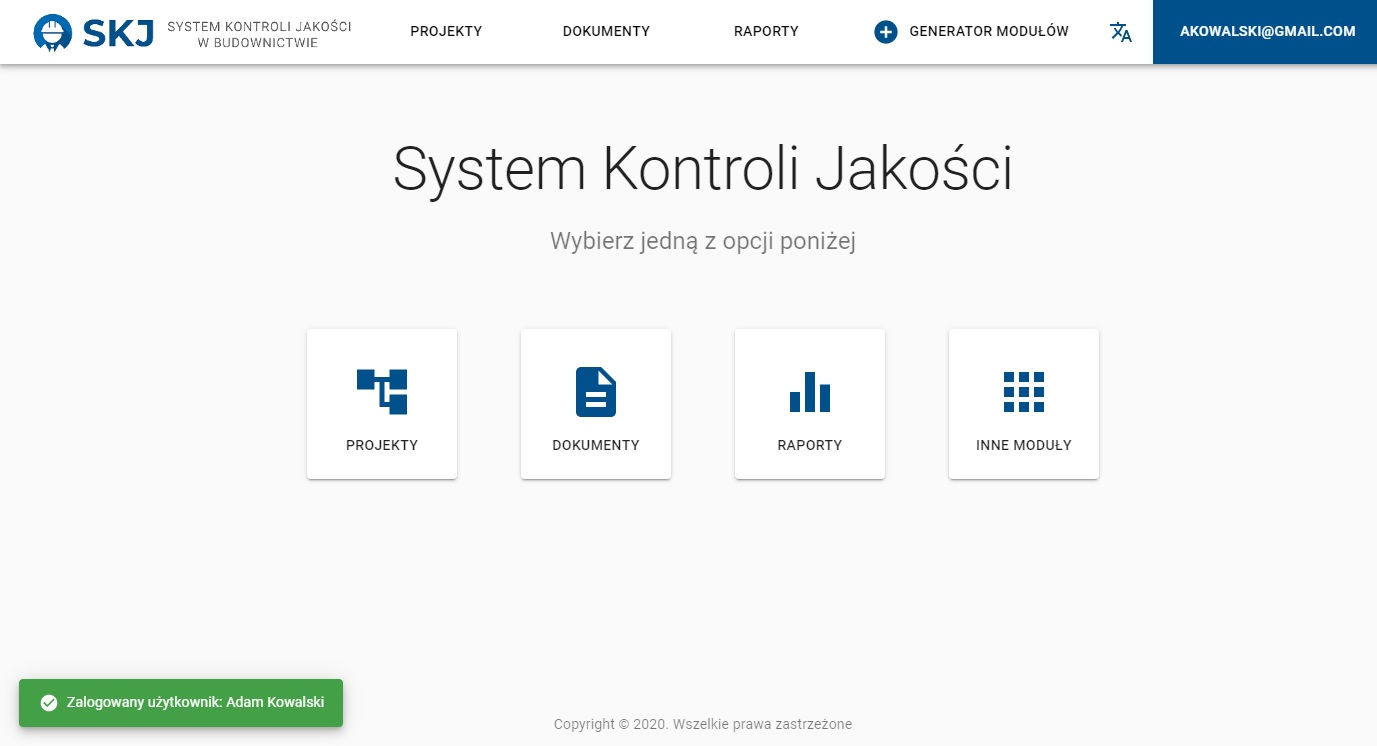 SKJ
SYSTEM KONTROLI JAKOŚCI
W BUDOWNICTWIE
PROJEKTY
DOKUMENTY
RAPORTY
GENERATOR MODUŁÓW
AKOWALSKI@GMAIL.COM
System Kontroli Jakości
Wybierz jedną z opcji poniżej
PROJEKTY
DOKUMENTY
RAPORTY
INNE MODUŁY
Zalogowany użytkownik: Adam Kowalski
Copyright © 2020. Wszelkie prawa zastrzeżone